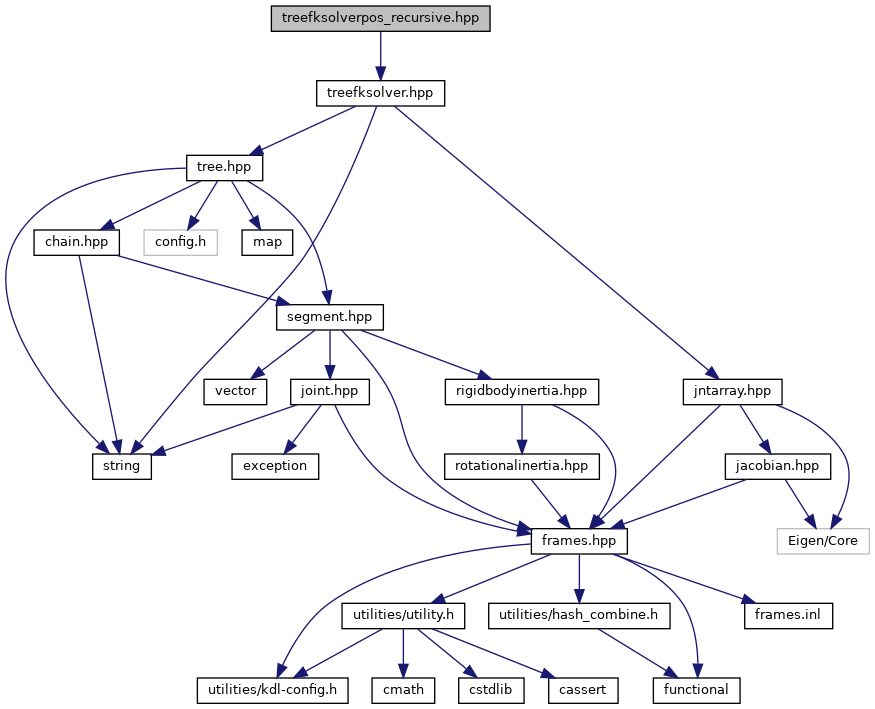 treefksolverpos_recursive.hpp
treefksolver.hpp
tree.hpp
chain.hpp
config.h
map
segment.hpp
vector
joint.hpp
rigidbodyinertia.hpp
jntarray.hpp
string
exception
rotationalinertia.hpp
jacobian.hpp
frames.hpp
Eigen/Core
utilities/utility.h
utilities/hash_combine.h
frames.inl
utilities/kdl-config.h
cmath
cstdlib
cassert
functional